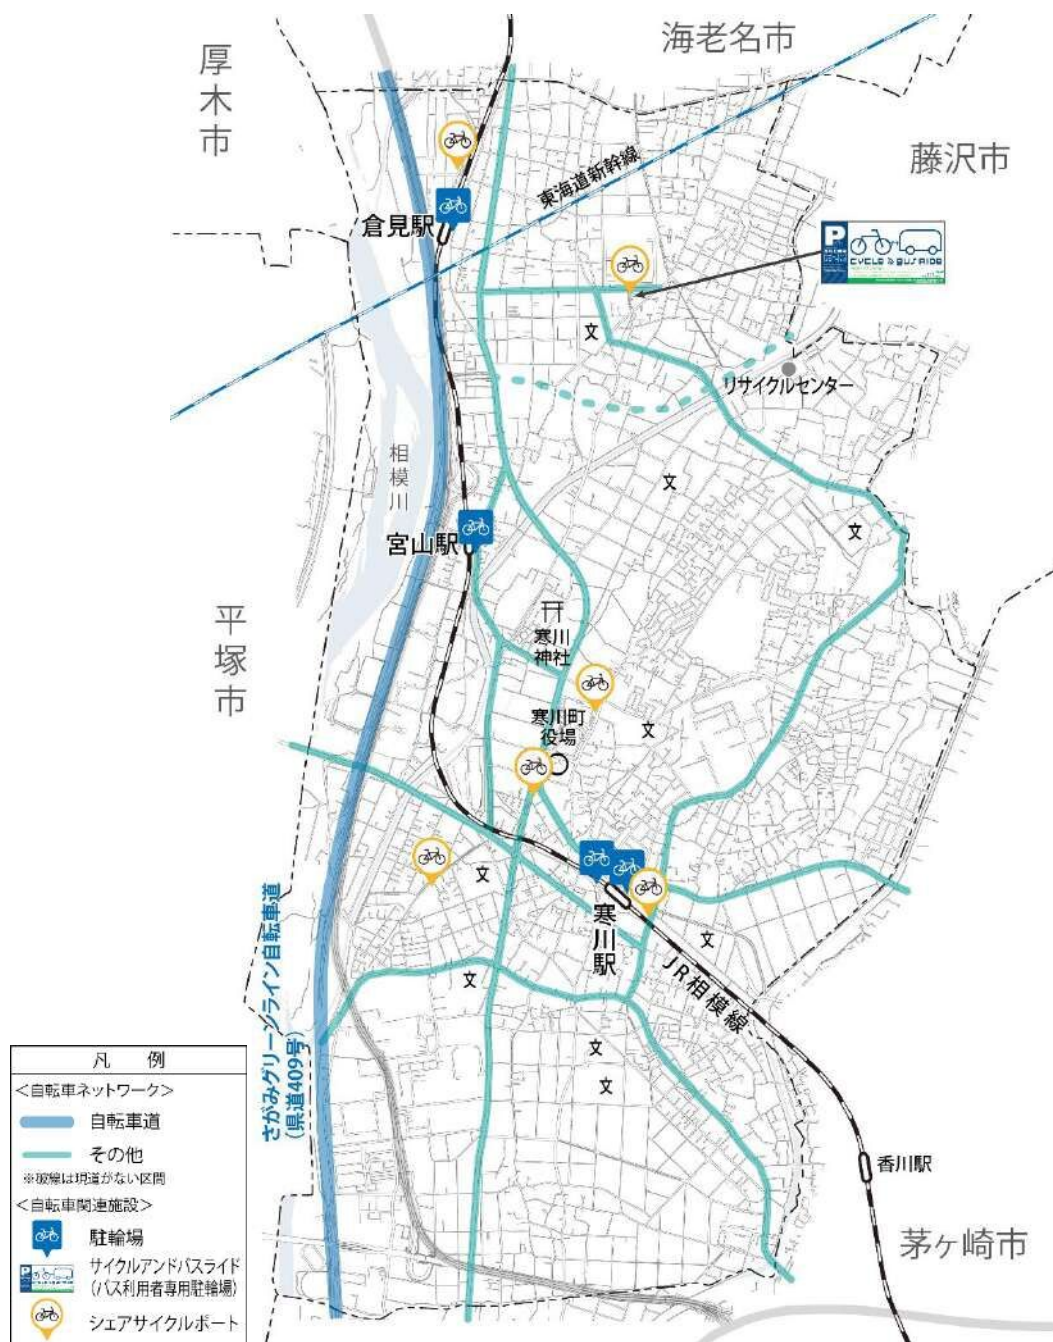 海老名市
厚木市
藤沢市
東海道新幹線
倉見駅
P
CYCLE & BUS RIDE
文
リサイクルセンター
相模川
文
文
宮山駅
平塚市
寒川
神社
寒川町
役場
文
文
寒川駅
文
JR相模線
文
さがみグリーンライン自転車道
(県道409号)
文
文
香川駅
茅ヶ崎市
凡 例
<自転車ネットワーク>
自転車道
その他
※破線は現道がない区間
<自転車関連施設>
駐輪場
サイクルアンドバスライド
(バス利用者専用駐輪場)
シェアサイクルポート